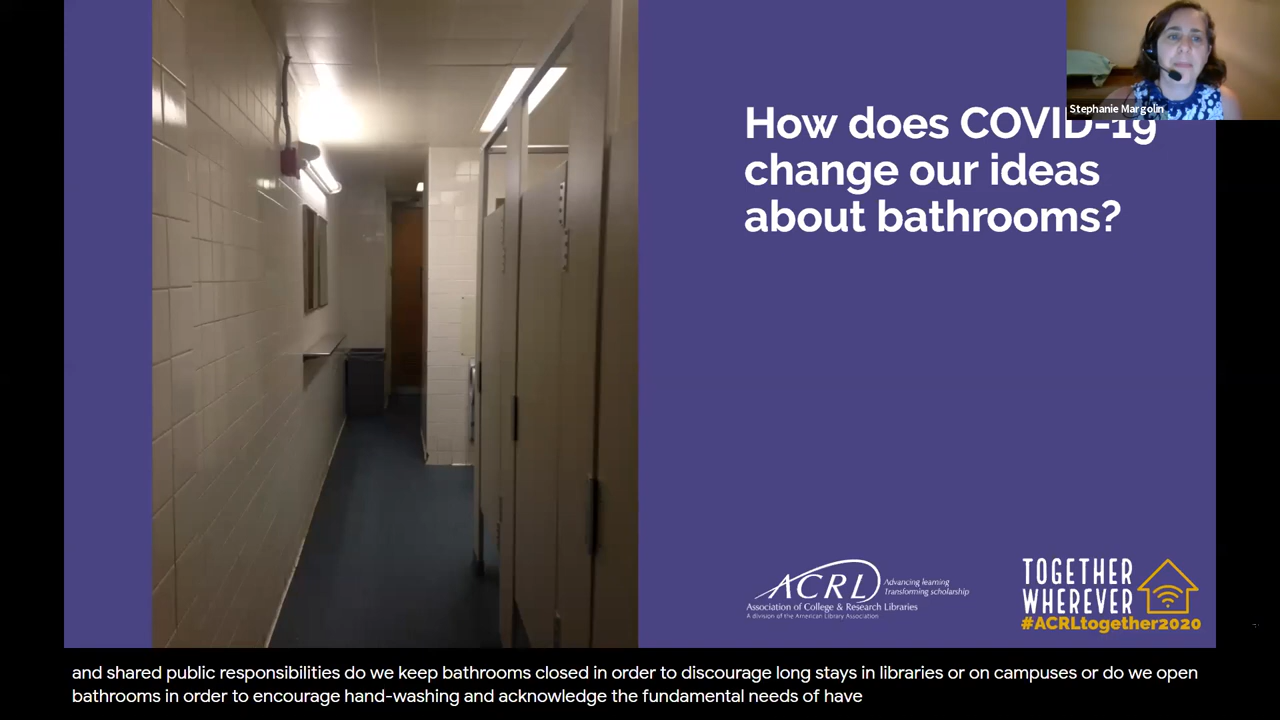 Stephanie Margolin
How does COVID-19
change our ideas
about bathrooms?
ACRL
Advancing learning
Transforming scholarship
Association of College & Research Libraries
A division of the American Library Association
TOGETHER
WHEREVER
#ACRLtogether2020
and shared public responsibilities do we keep bathrooms closed in order to discourage long stays in libraries or on campuses or do we open
bathrooms in order to encourage hand-washing and acknowledge the fundamental needs of have